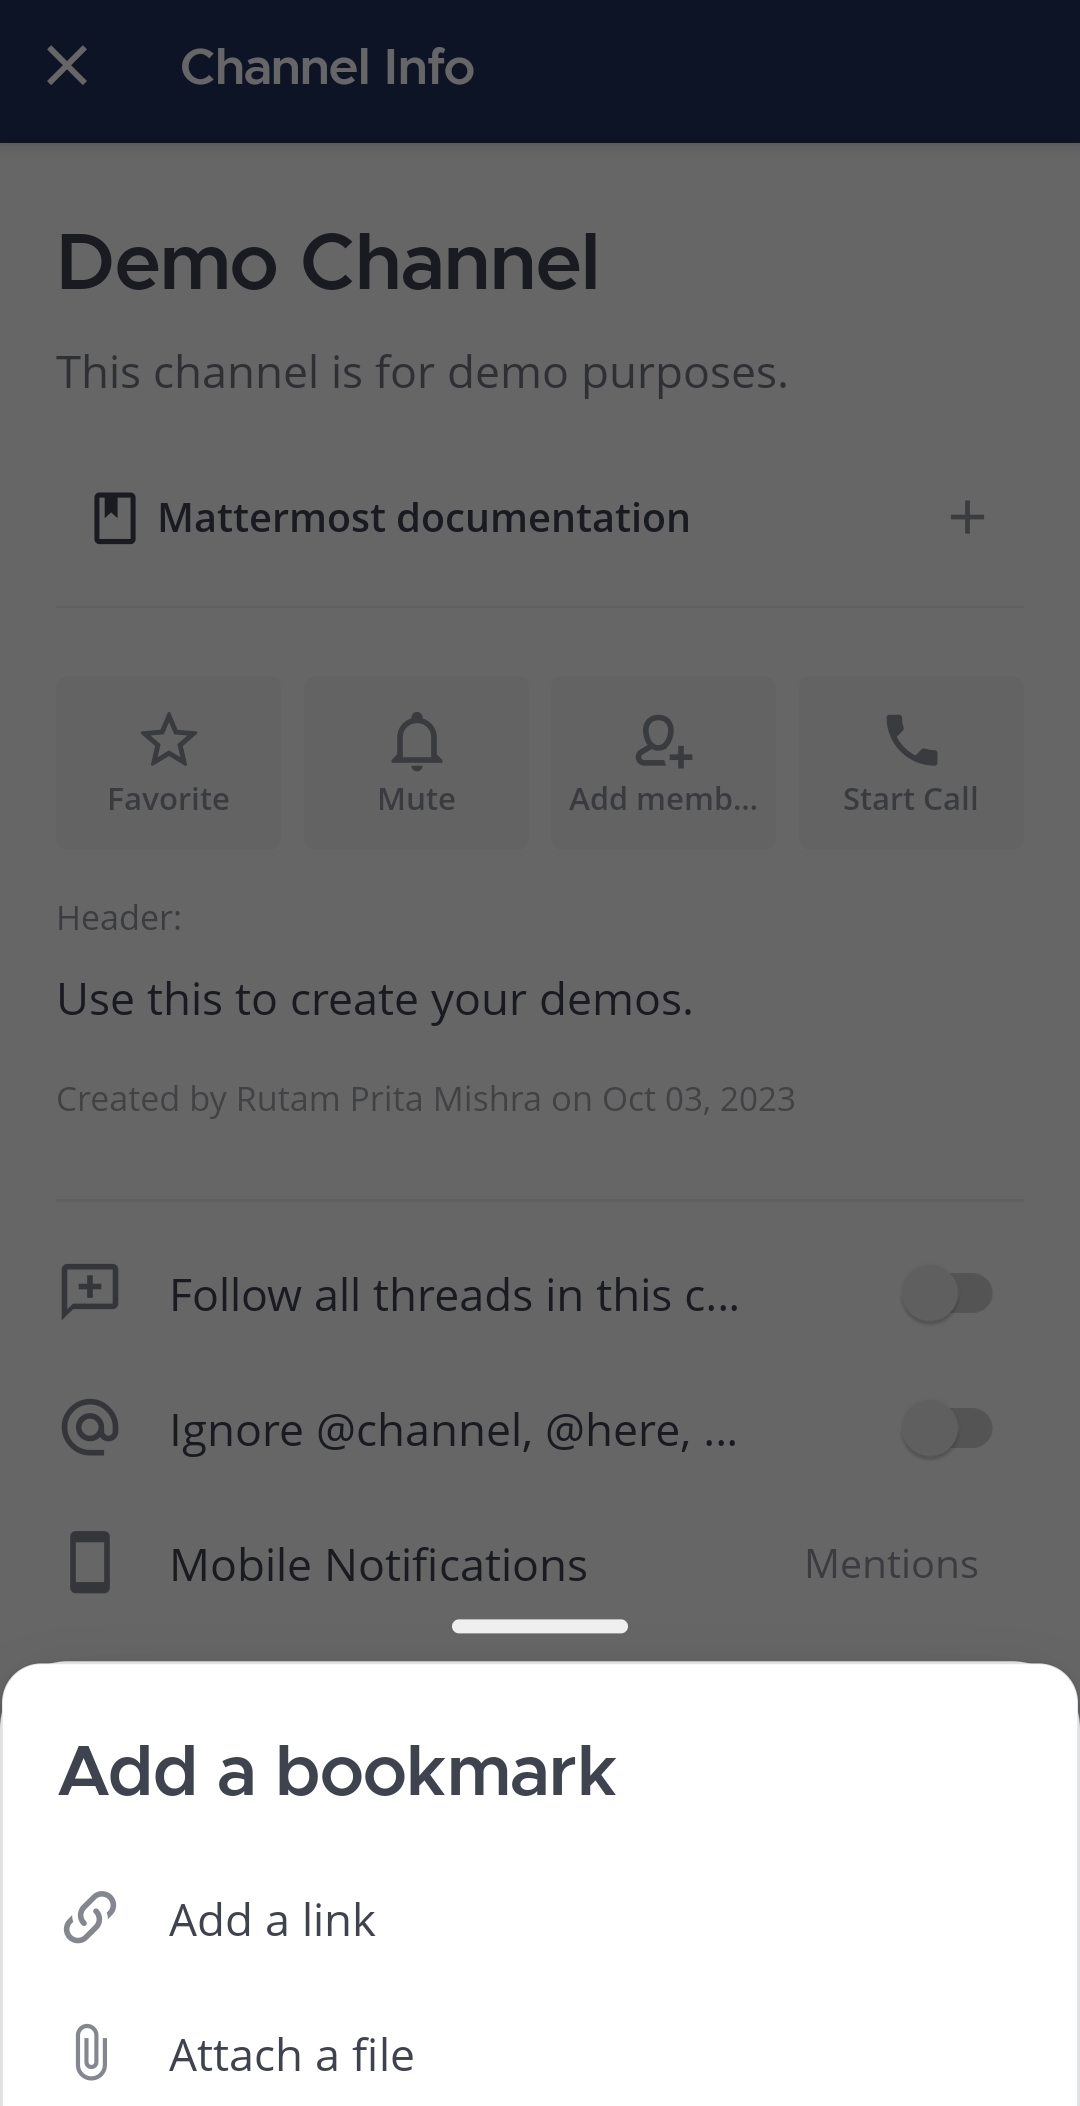 Channel Info
Demo Channel
This channel is for demo purposes.
Mattermost documentation
Favorite
Mute
Add memb...
Start Call
Header:
Use this to create your demos.
Created by Rutam Prita Mishra on Oct 03, 2023
Follow all threads in this c...
Ignore @channel, @here, ...
Mobile Notifications Mentions
Add a bookmark
Add a link
Attach a file